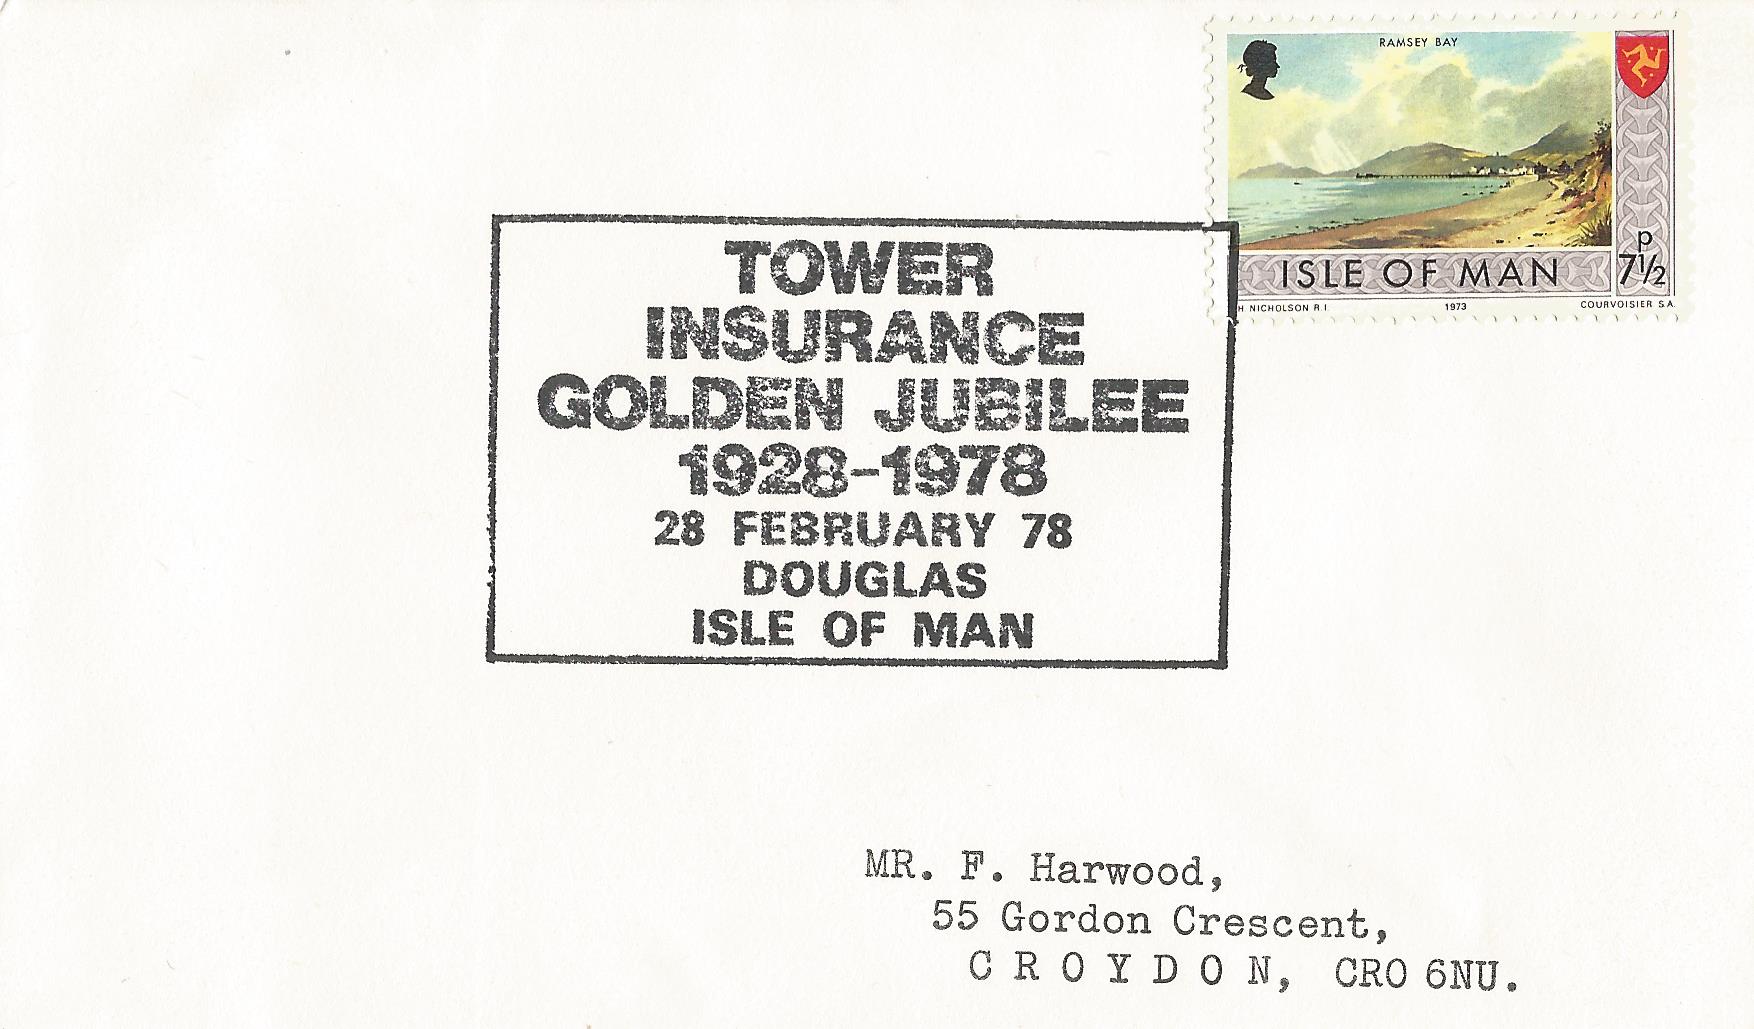 RAMSEY BAY
p
7½
ISLE OF MAN
H NICHOLSON R.I. 1973 COURVOISIER S.A.
TOWER
INSURANCE
GOLDEN JUBILEE
1928-1978
28 FEBRUARY 78
DOUGLAS
ISLE OF MAN
MR. F. Harwood,
55 Gordon Crescent,
C R O Y D O N, CRO 6NU.